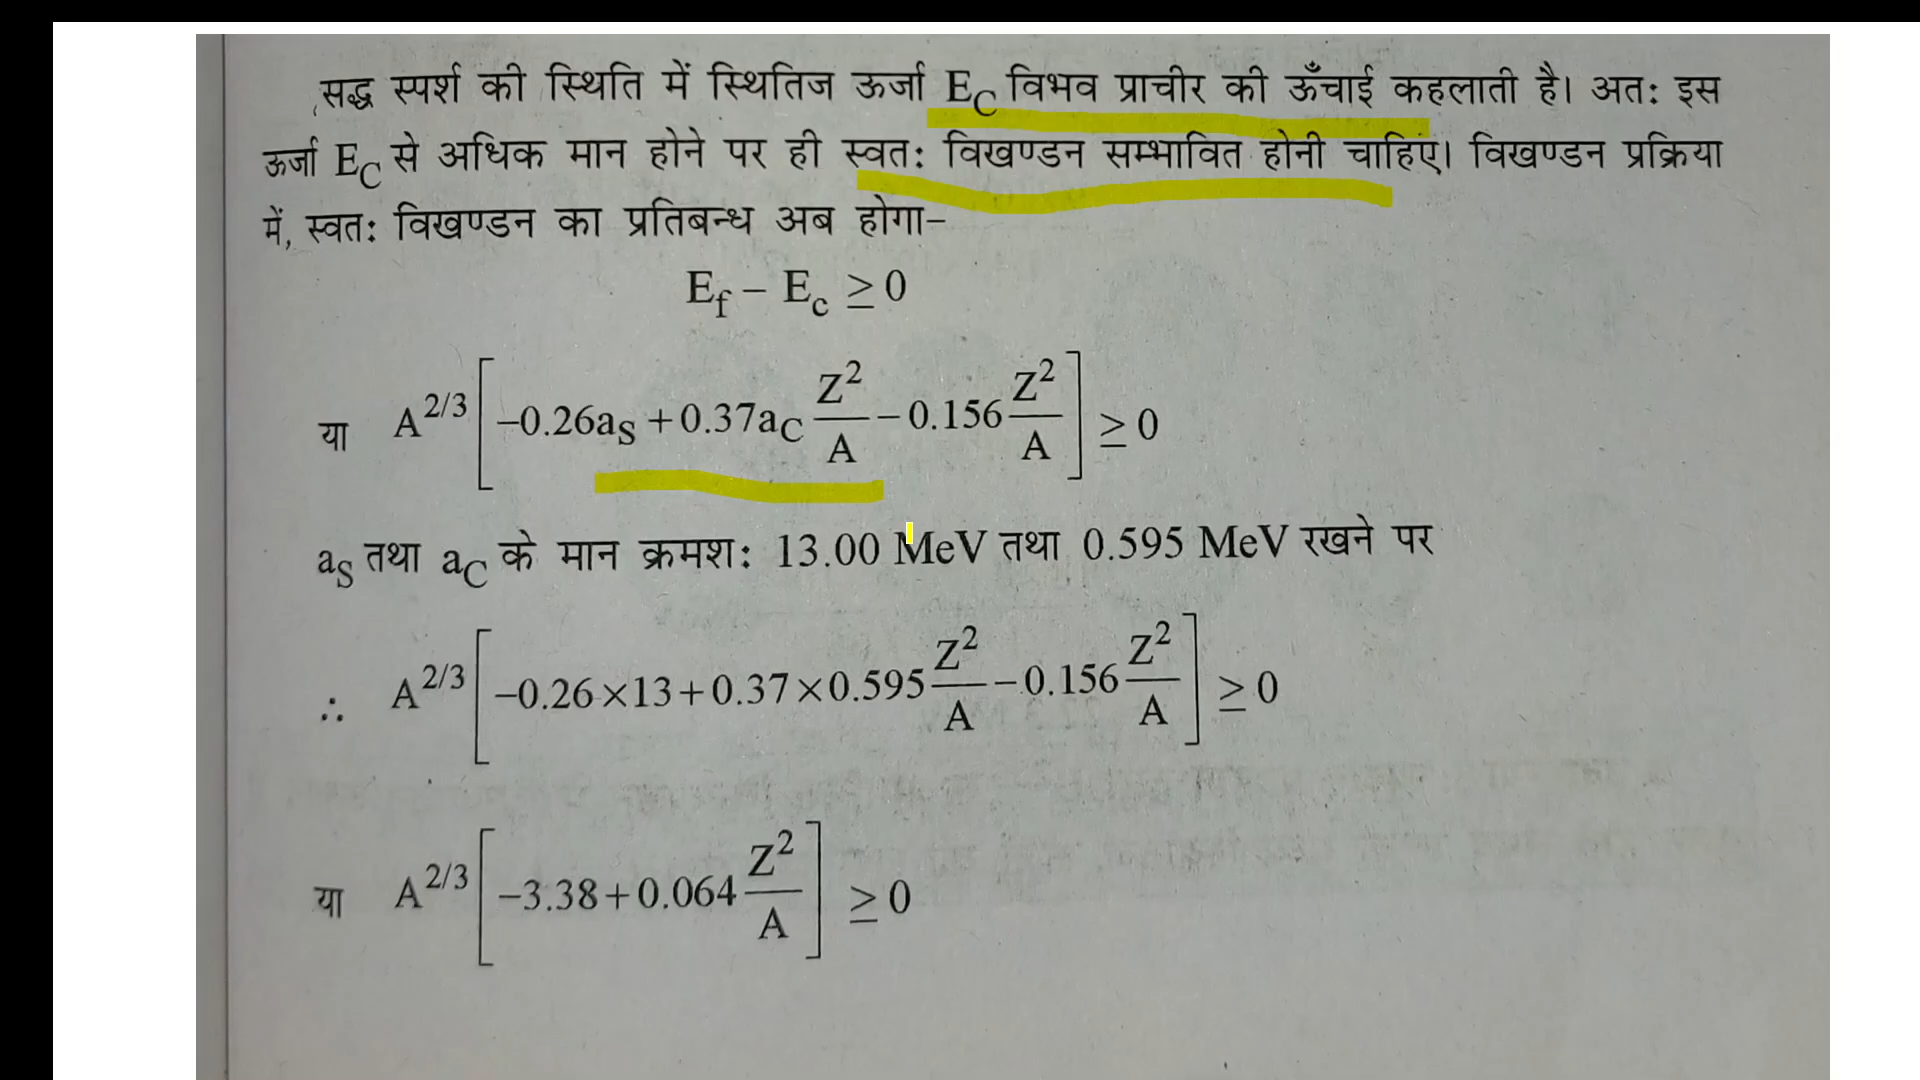 सद्ध स्पर्श की स्थिति में स्थितिज ऊर्जा E_C विभव प्राचीर की ऊँचाई कहलाती है। अतः इस
ऊर्जा E_C से अधिक मान होने पर ही स्वतः विखण्डन सम्भावित होनी चाहिएं। विखण्डन प्रक्रिया
में, स्वतः विखण्डन का प्रतिबन्ध अब होगा–
E_f – E_c ≥ 0
या A^{2/3} [ –0.26a_S + 0.37a_C Z²/A – 0.156 Z²/A ] ≥ 0
a_S तथा a_C के मान क्रमशः 13.00 MeV तथा 0.595 MeV रखने पर
∴ A^{2/3} [ –0.26×13+0.37×0.595 Z²/A – 0.156 Z²/A ] ≥ 0
या A^{2/3} [ –3.38+0.064 Z²/A ] ≥ 0